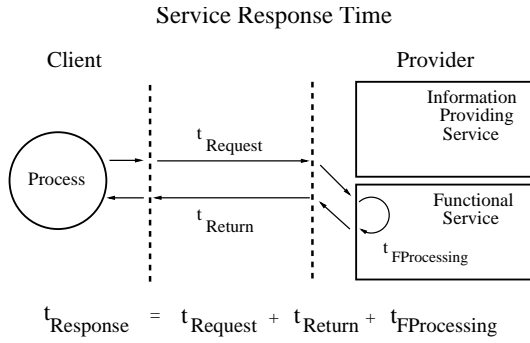 Service Response Time
Client
Provider
Information
Providing
Service
t Request
Process
Functional
Service
t Return
t FProcessing
t Response = t Request + t Return + t FProcessing